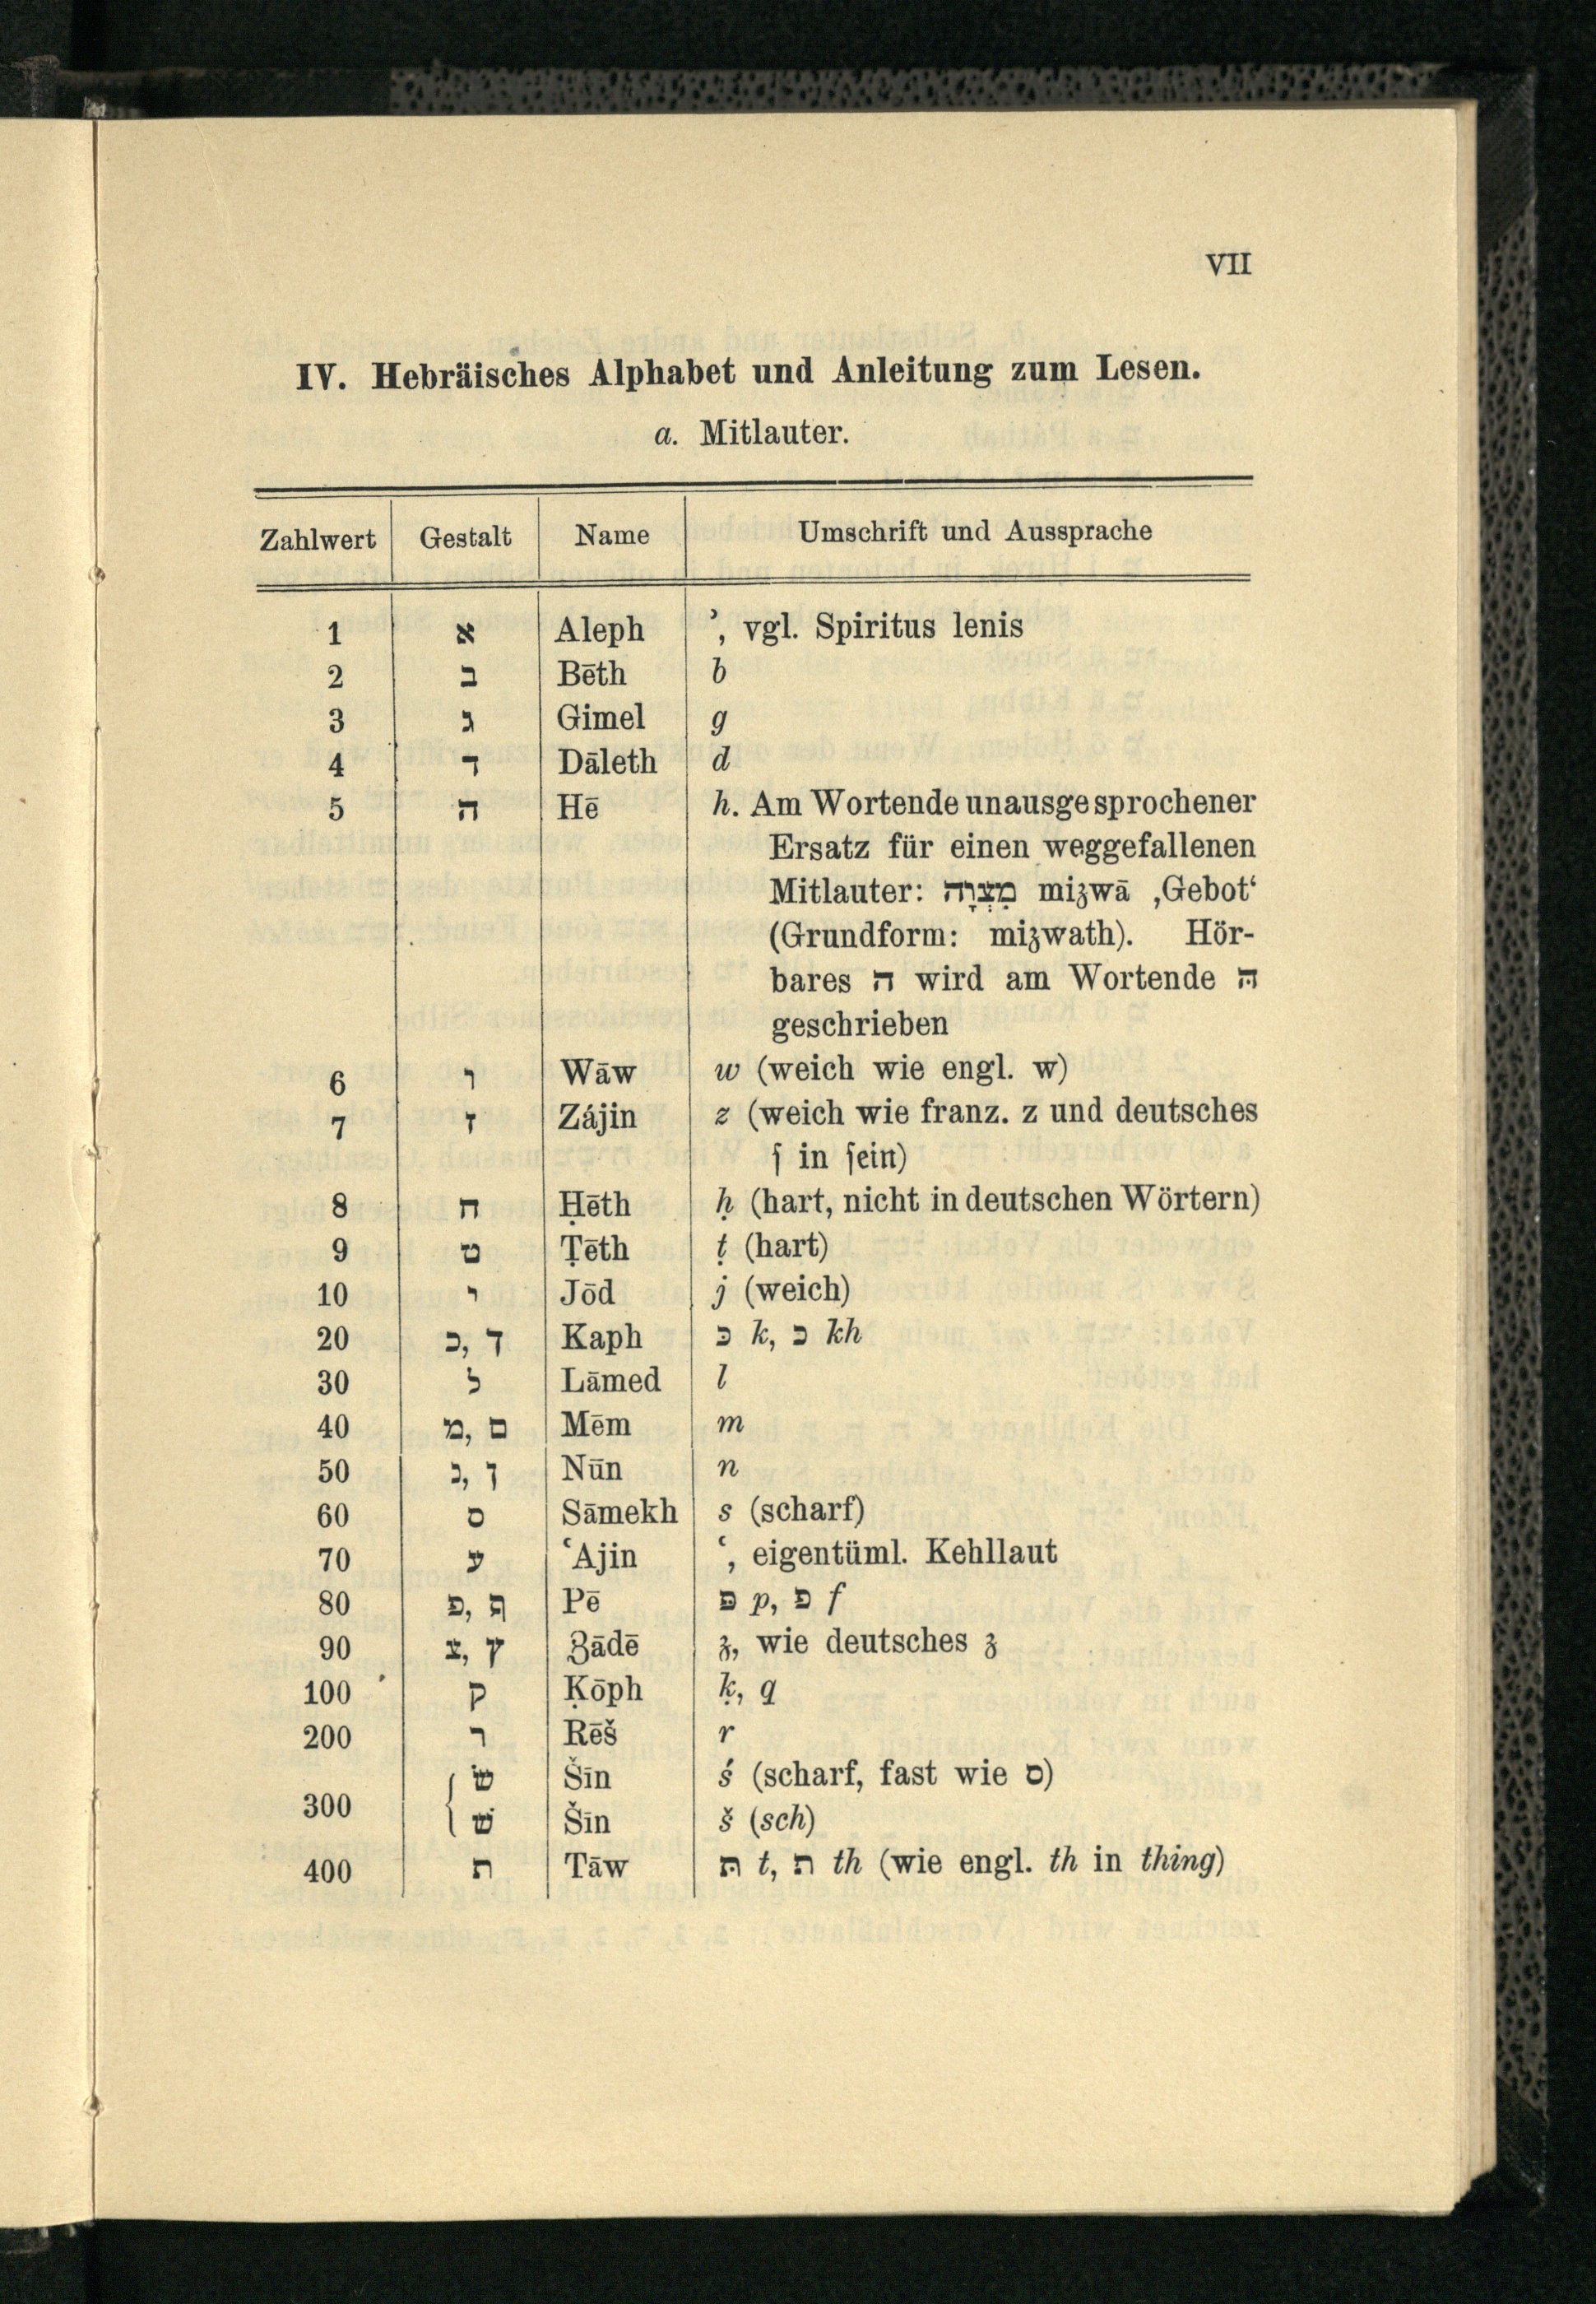 VII
IV. Hebräisches Alphabet und Anleitung zum Lesen.
a. Mitlauter.
Zahlwert Gestalt Name Umschrift und Aussprache
1 א Aleph ʾ, vgl. Spiritus lenis
2 ב Bēth b
3 ג Gimel g
4 ד Dāleth d
5 ה Hē h. Am Wortende unausgesprochener
Ersatz für einen weggefallenen
Mitlauter: מִצְוָה miʒwā ‚Gebot‘
(Grundform: miʒwath). Hör-
bares ה wird am Wortende הּ
geschrieben
6 ו Wāw w (weich wie engl. w)
7 ז Zájin z (weich wie franz. z und deutsches
ſ in ſein)
8 ח Ḥēth ḥ (hart, nicht in deutschen Wörtern)
9 ט Ṭēth ṭ (hart)
10 י Jōd j (weich)
20 כ, ך Kaph כּ k, כ kh
30 ל Lāmed l
40 מ, ם Mēm m
50 נ, ן Nūn n
60 ס Sāmekh s (scharf)
70 ע ʿAjin ʿ, eigentüml. Kehllaut
80 פ, ף Pē פּ p, פ f
90 צ, ץ Ʒādē ʒ, wie deutsches ʒ
100 ק Ḳōph ḳ, q
200 ר Rēš r
300 { שׂ Šīn ś (scharf, fast wie ס)
שׁ Šīn š (sch)
400 ת Tāw תּ t, ת th (wie engl. th in thing)